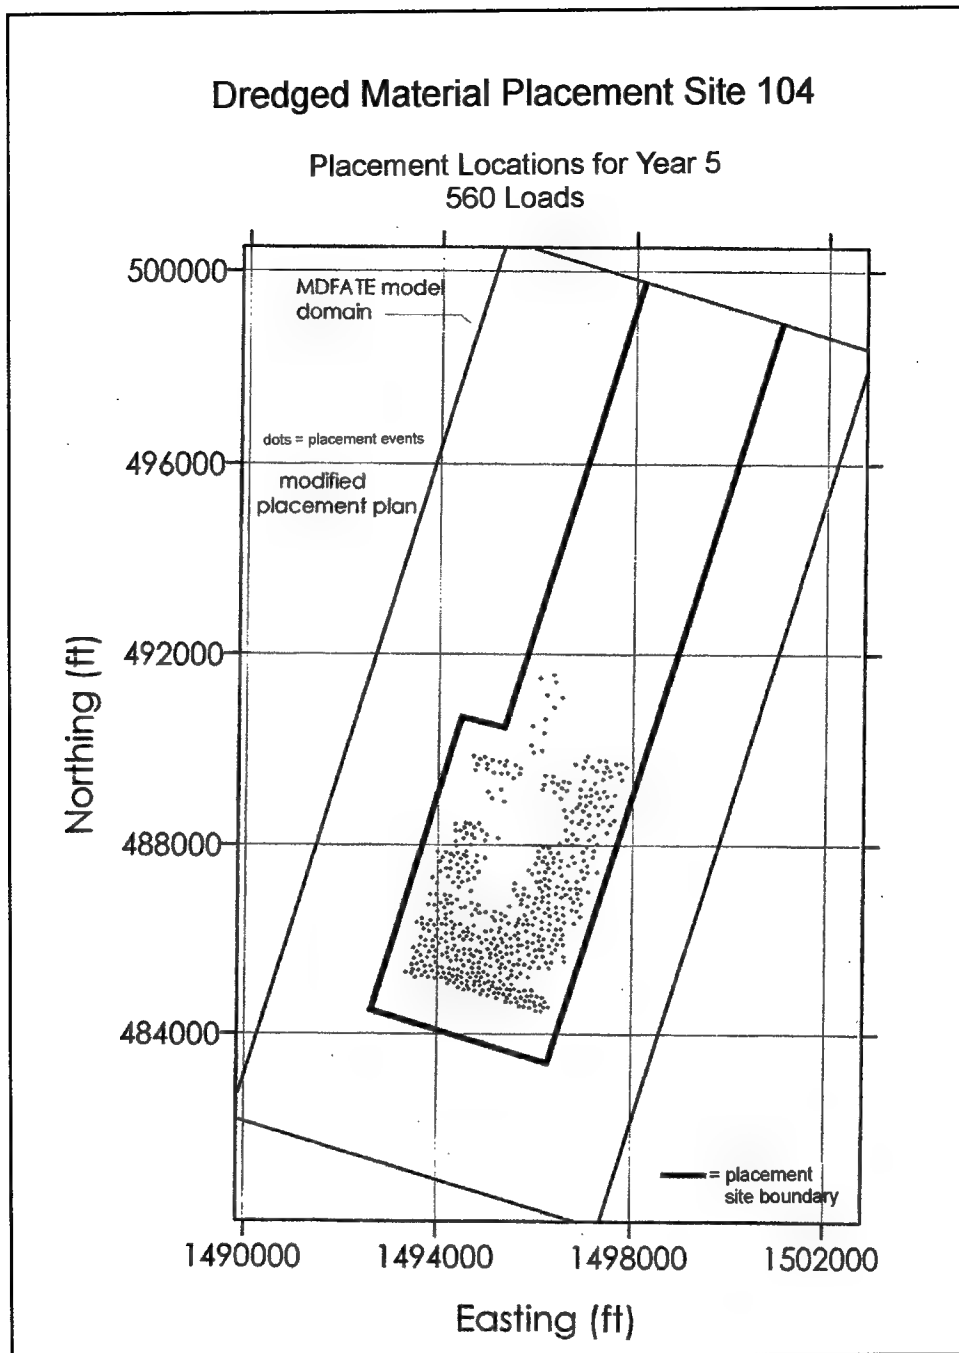 Dredged Material Placement Site 104
Placement Locations for Year 5
560 Loads
500000
MDFATE model
domain
dots = placement events
496000
modified
placement plan
492000
Northing (ft)
488000
484000
= placement
site boundary
1490000
1494000
1498000
1502000
Easting (ft)